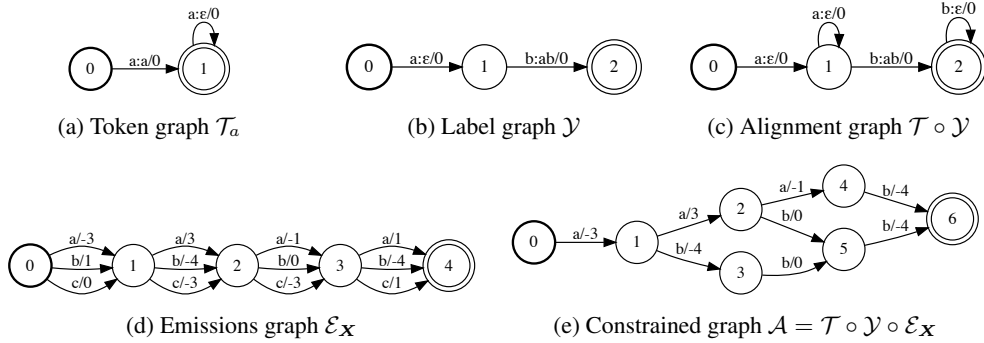 a:ε/0
0 a:a/0 1
(a) Token graph 𝒯ₐ
0 a:ε/0 1 b:ab/0 2
(b) Label graph 𝒴
a:ε/0 b:ε/0
0 a:ε/0 1 b:ab/0 2
(c) Alignment graph 𝒯 ∘ 𝒴
a/-3 a/3 a/-1 a/1
0 b/1 1 b/-4 2 b/0 3 b/-4 4
c/0 c/-3 c/-3 c/1
(d) Emissions graph ℰ_𝑿
a/-1 4 b/-4
a/3 2 b/0 6
0 a/-3 1 b/-4 5
b/-4 3 b/0
(e) Constrained graph 𝒜 = 𝒯 ∘ 𝒴 ∘ ℰ_𝑿